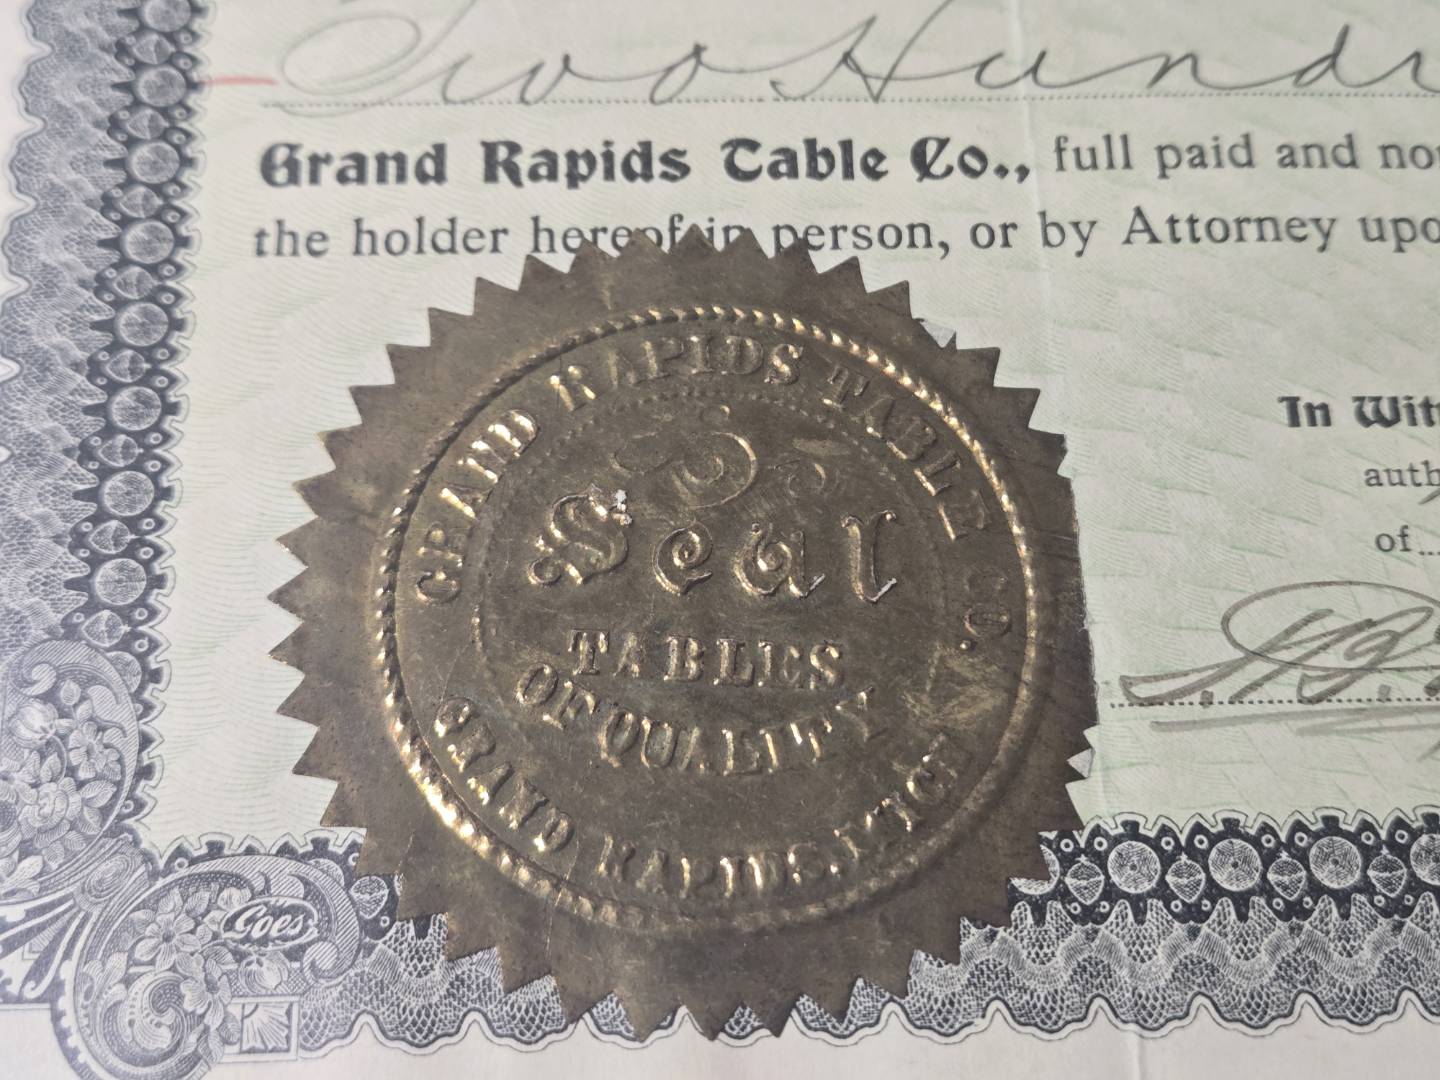 Two Hundr
Grand Rapids Table Co., full paid and no
the holder hereof in person, or by Attorney upo
GRAND RAPIDS TABLE CO.
Seal
TABLES
OF QUALITY
GRAND RAPIDS, MICH
In Wit
auth
of
Goes